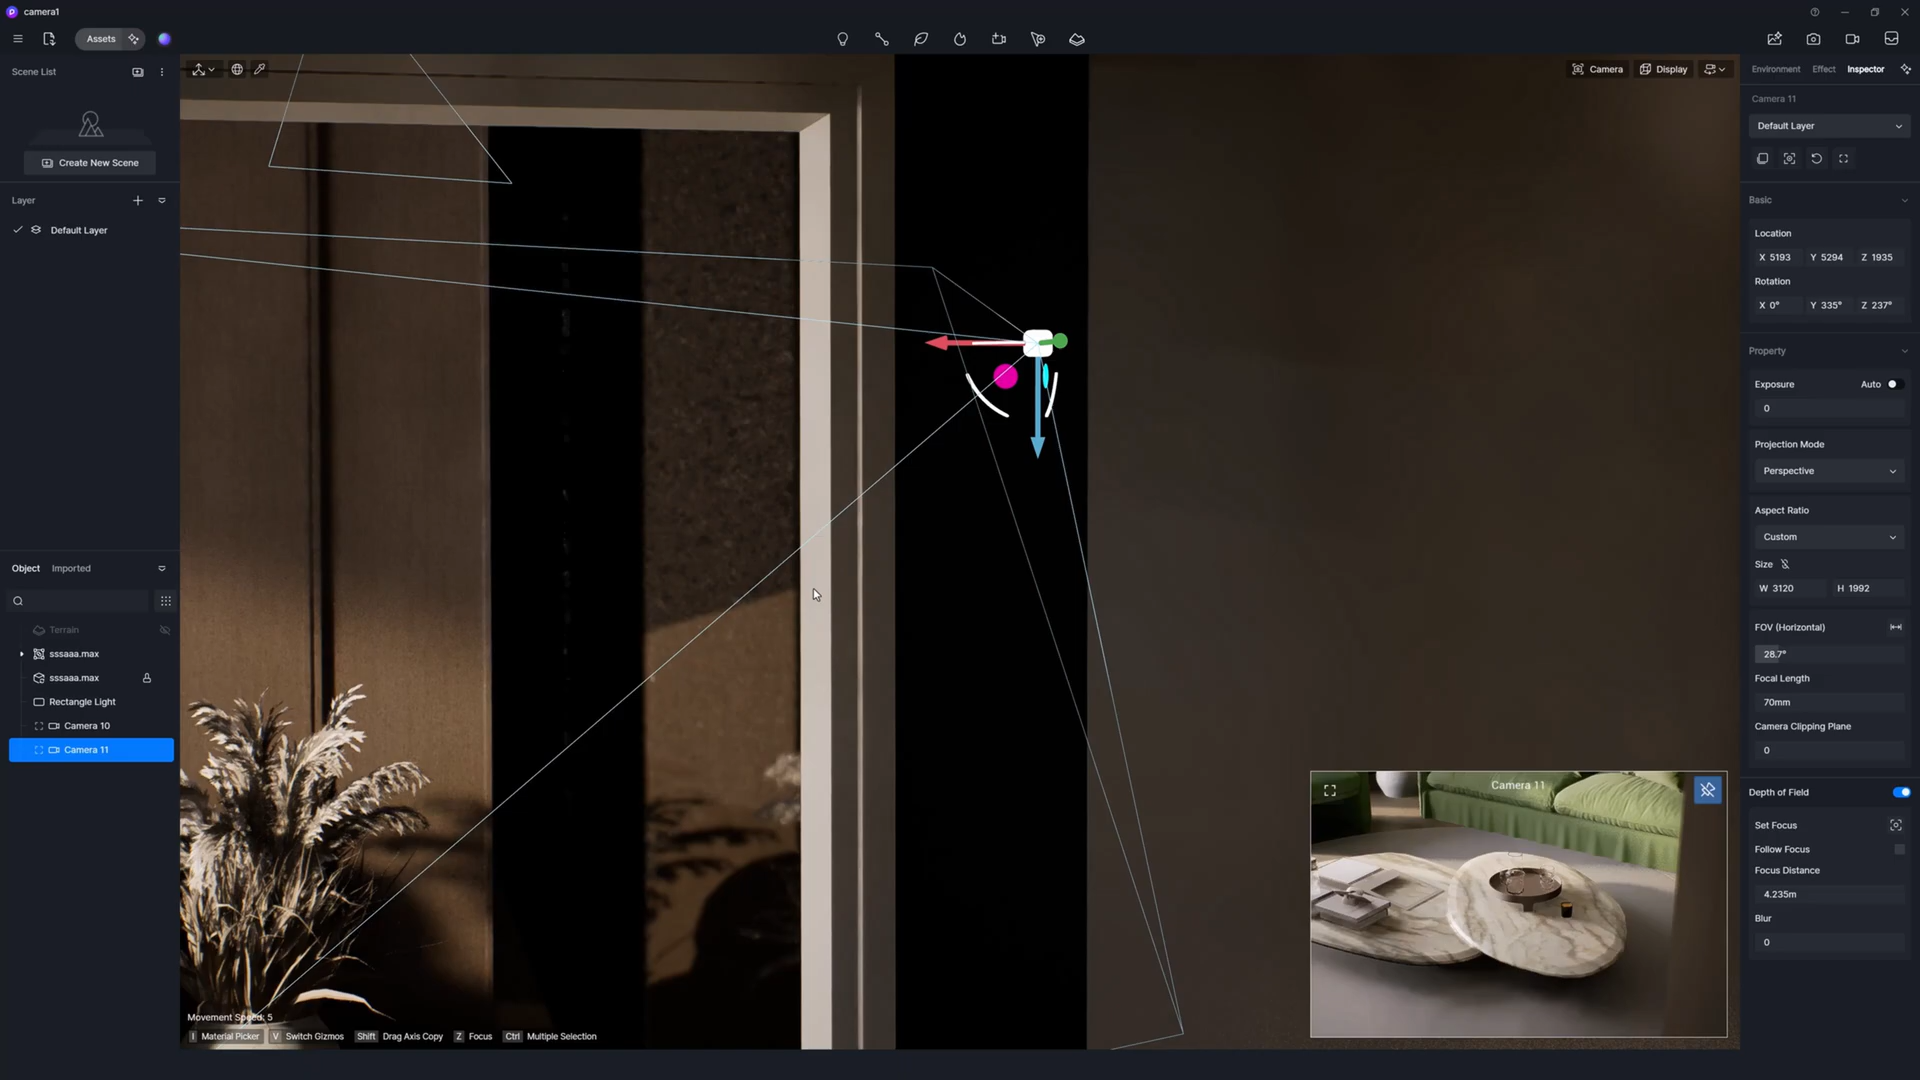 camera1
Assets
Scene List
Create New Scene
Layer
Default Layer
Object Imported
Terrain
sssaaa.max
sssaaa.max
Rectangle Light
Camera 10
Camera 11
Camera Display
Movement Speed: 5
I Material Picker V Switch Gizmos Shift Drag Axis Copy Z Focus Ctrl Multiple Selection
Camera 11
Environment Effect Inspector
Camera 11
Default Layer
Basic
Location
X 5193 Y 5294 Z 1935
Rotation
X 0° Y 335° Z 237°
Property
Exposure Auto
0
Projection Mode
Perspective
Aspect Ratio
Custom
Size
W 3120 H 1992
FOV (Horizontal)
28.7°
Focal Length
70mm
Camera Clipping Plane
0
Depth of Field
Set Focus
Follow Focus
Focus Distance
4.235m
Blur
0